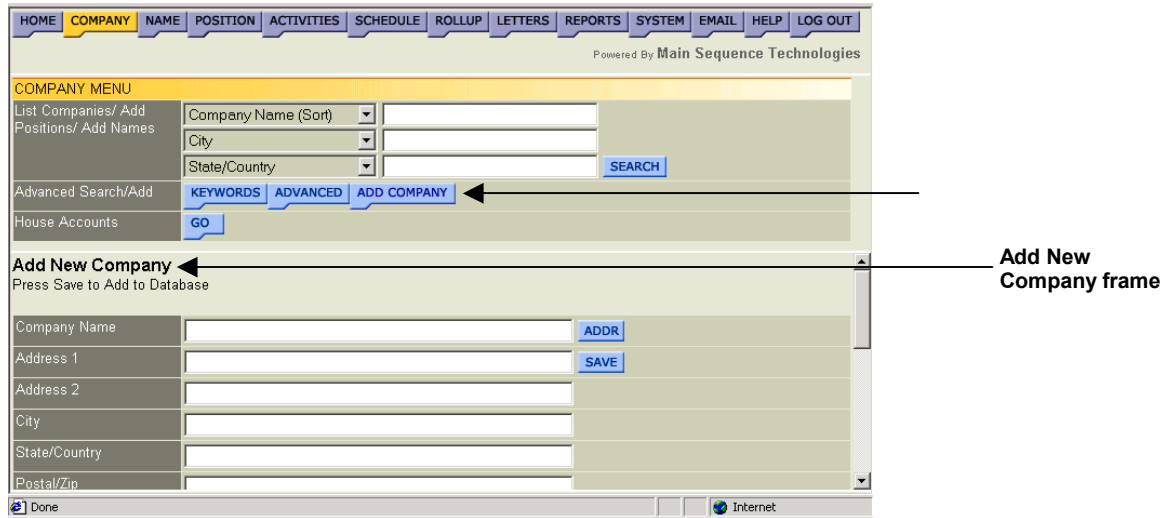 HOME COMPANY NAME POSITION ACTIVITIES SCHEDULE ROLLUP LETTERS REPORTS SYSTEM EMAIL HELP LOG OUT
Powered By Main Sequence Technologies
COMPANY MENU
List Companies/ Add
Positions/ Add Names
Company Name (Sort)
City
State/Country
SEARCH
Advanced Search/Add
KEYWORDS ADVANCED ADD COMPANY
House Accounts
GO
Add New Company
Press Save to Add to Database
Add New
Company frame
Company Name
ADDR
Address 1
SAVE
Address 2
City
State/Country
Postal/Zip
Done
Internet